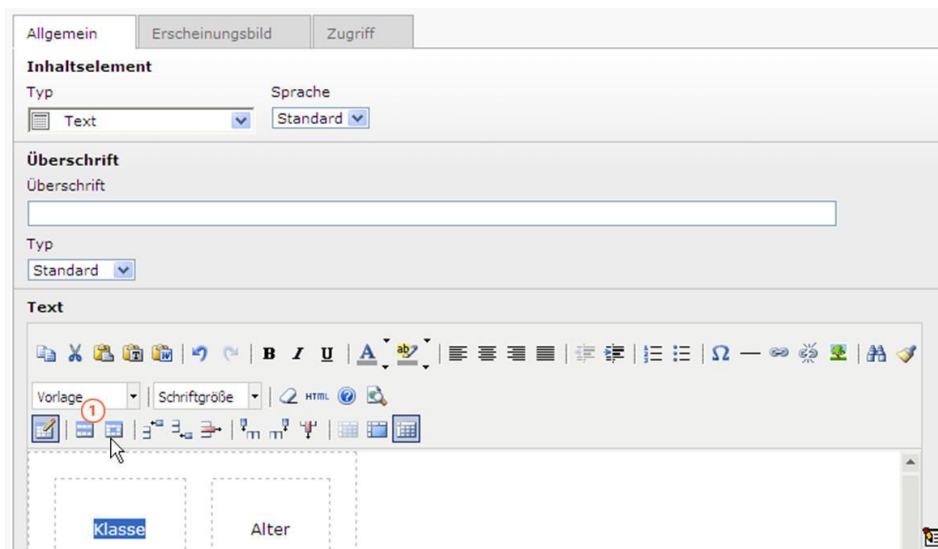 Allgemein Erscheinungsbild Zugriff
Inhaltselement
Typ Sprache
Text Standard
Überschrift
Überschrift
Typ
Standard
Text
B I U A ab Ω
Vorlage Schriftgröße HTML ?
1
Klasse Alter